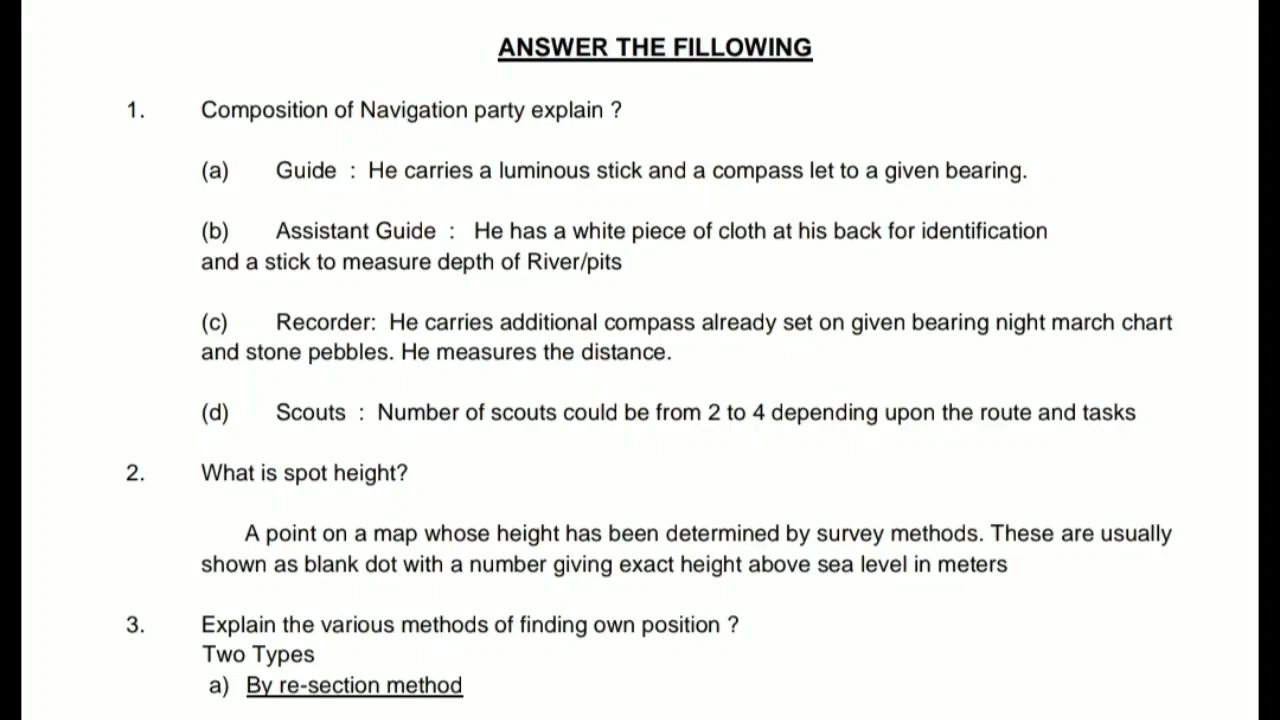 ANSWER THE FILLOWING
1. Composition of Navigation party explain ?
(a) Guide : He carries a luminous stick and a compass let to a given bearing.
(b) Assistant Guide : He has a white piece of cloth at his back for identification
and a stick to measure depth of River/pits
(c) Recorder: He carries additional compass already set on given bearing night march chart
and stone pebbles. He measures the distance.
(d) Scouts : Number of scouts could be from 2 to 4 depending upon the route and tasks
2. What is spot height?
A point on a map whose height has been determined by survey methods. These are usually
shown as blank dot with a number giving exact height above sea level in meters
3. Explain the various methods of finding own position ?
Two Types
a) By re-section method